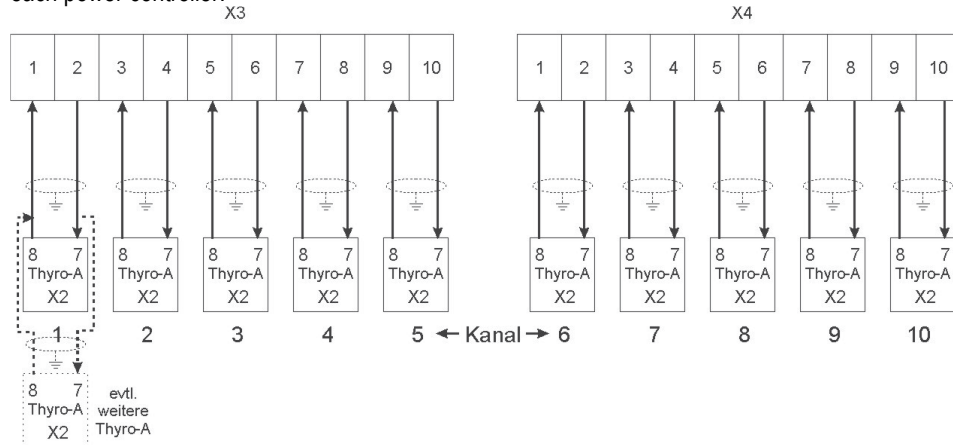 each power controller.
X3 X4
1 2 3 4 5 6 7 8 9 10 1 2 3 4 5 6 7 8 9 10
8 7 8 7 8 7 8 7 8 7 8 7 8 7 8 7 8 7 8 7
Thyro-A Thyro-A Thyro-A Thyro-A Thyro-A Thyro-A Thyro-A Thyro-A Thyro-A Thyro-A
X2 X2 X2 X2 X2 X2 X2 X2 X2 X2
1 2 3 4 5 Kanal 6 7 8 9 10
8 7 evtl.
Thyro-A weitere
X2 Thyro-A